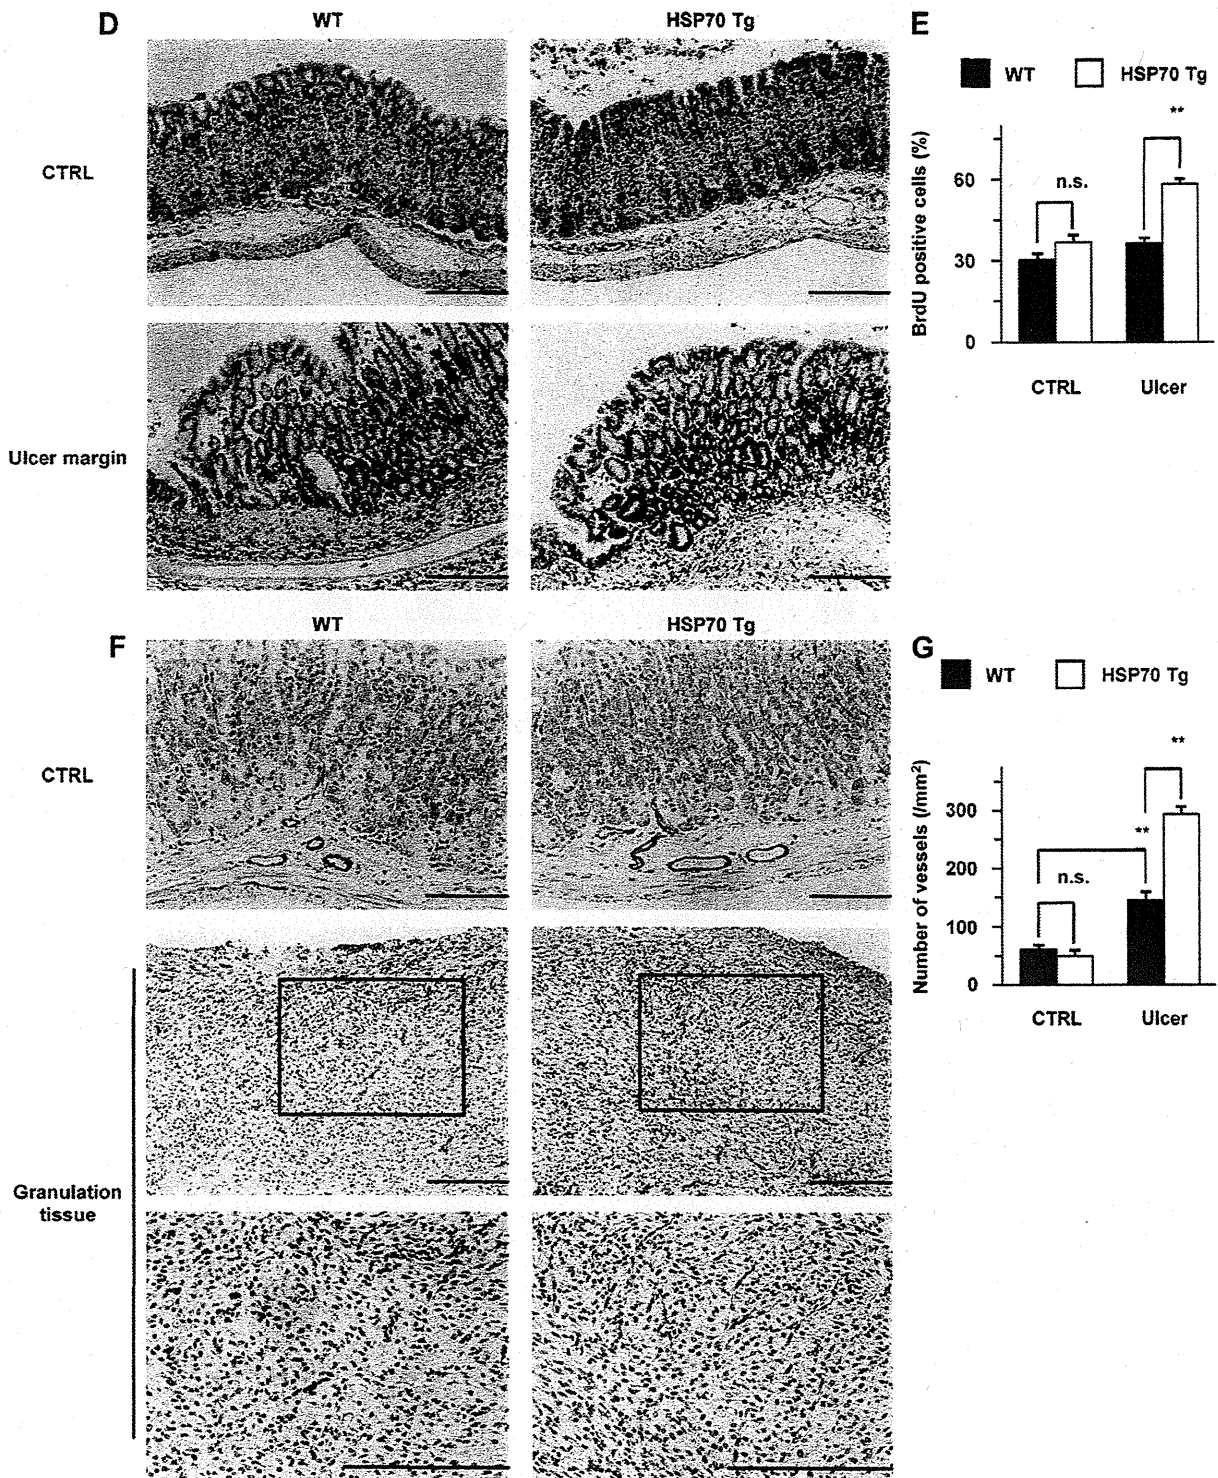 D
WT
HSP70 Tg
CTRL
Ulcer margin
E
WT
HSP70 Tg
BrdU positive cells (%)
60
30
0
n.s.
**
CTRL
Ulcer
F
WT
HSP70 Tg
CTRL
Granulation
tissue
G
WT
HSP70 Tg
Number of vessels (/mm²)
300
200
100
0
n.s.
**
**
CTRL
Ulcer